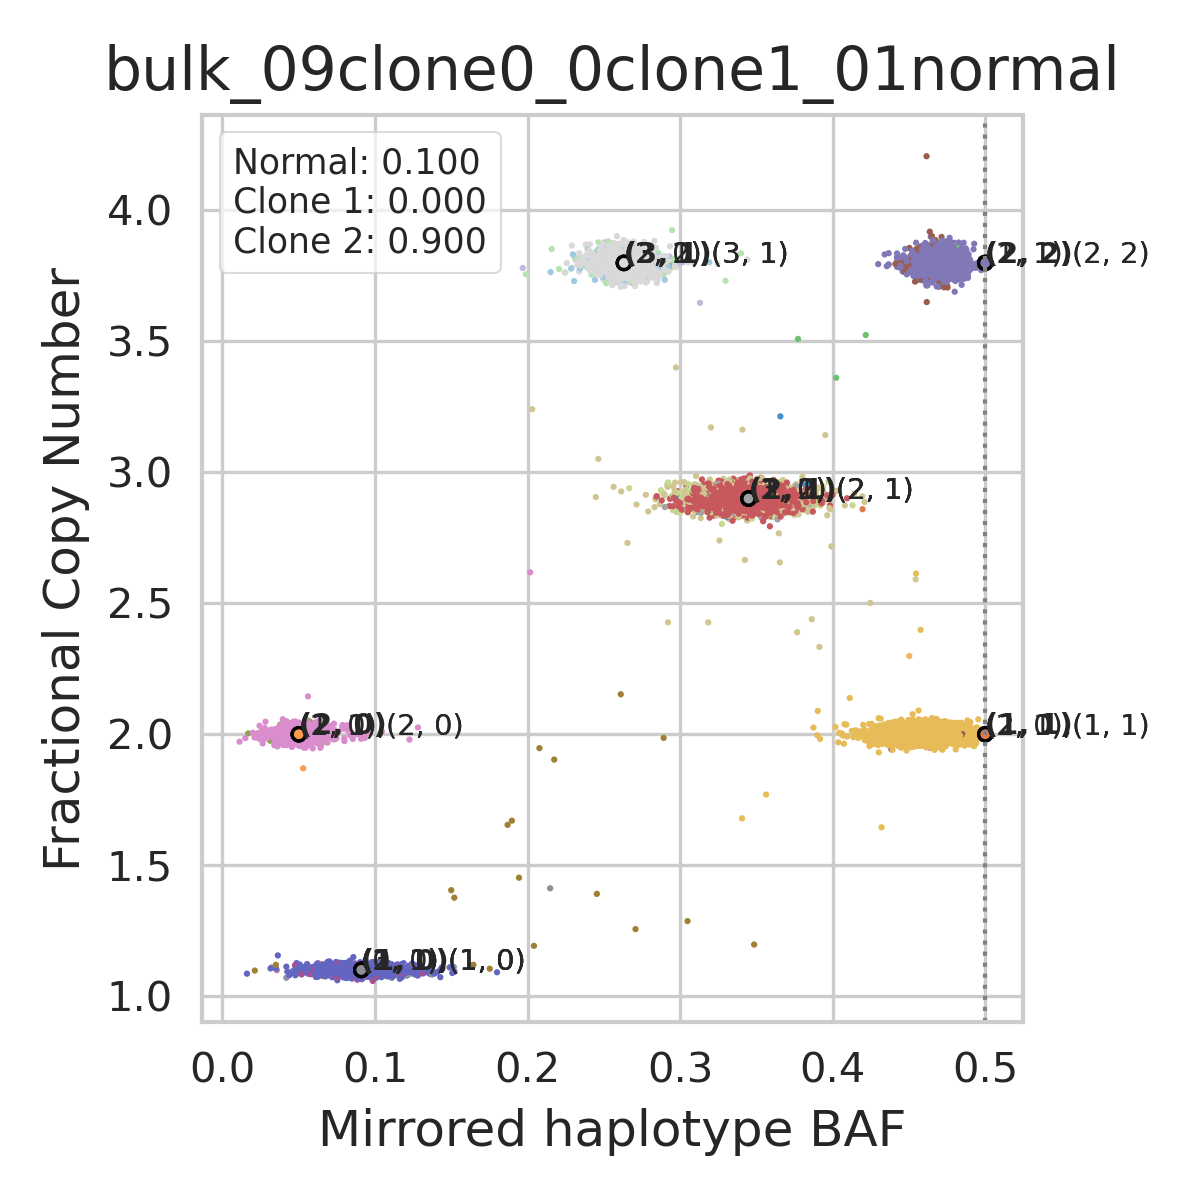 bulk_09clone0_0clone1_01normal
Normal: 0.100
Clone 1: 0.000
Clone 2: 0.900
Fractional Copy Number
4.0
3.5
3.0
2.5
2.0
1.5
1.0
(3, 1)
(2, 2)
(2, 1)
(2, 0)
(1, 1)
(1, 0)
0.0 0.1 0.2 0.3 0.4 0.5
Mirrored haplotype BAF